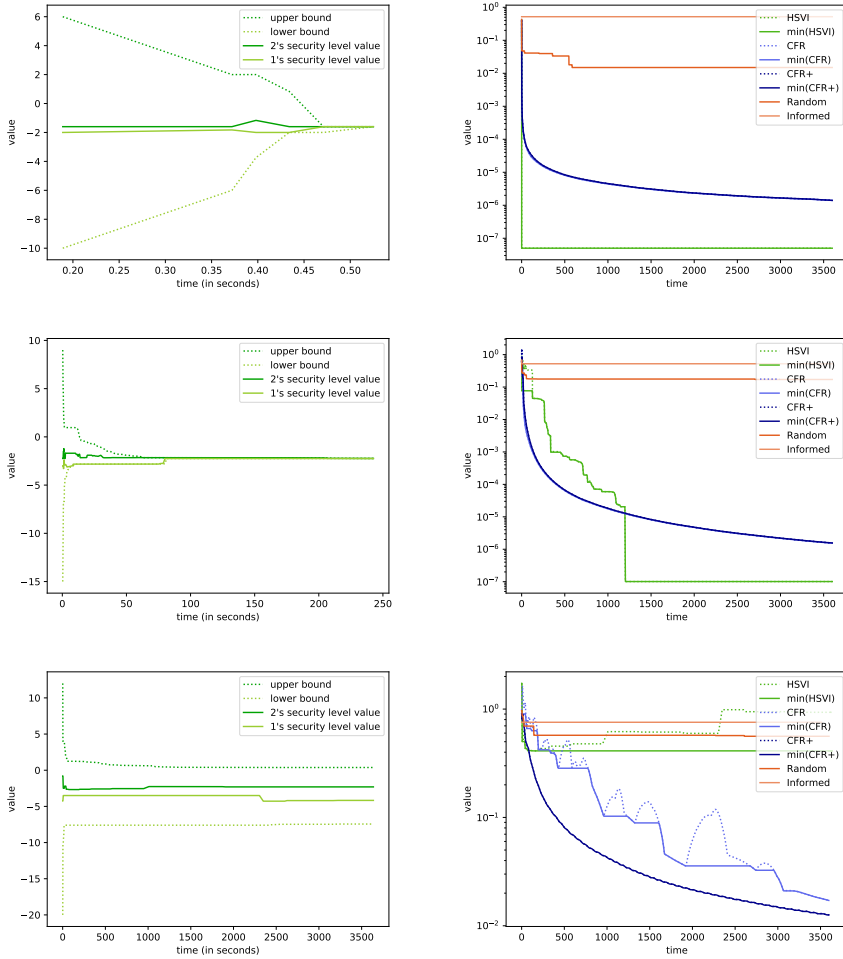 6
4
2
0
−2
−4
−6
−8
−10
value
0.20
0.25
0.30
0.35
0.40
0.45
0.50
time (in seconds)
upper bound
lower bound
2's security level value
1's security level value
10^0
10^−1
10^−2
10^−3
10^−4
10^−5
10^−6
10^−7
value
0
500
1000
1500
2000
2500
3000
3500
time
HSVI
min(HSVI)
CFR
min(CFR)
CFR+
min(CFR+)
Random
Informed
10
5
0
−5
−10
−15
value
0
50
100
150
200
250
time (in seconds)
upper bound
lower bound
2's security level value
1's security level value
10^0
10^−1
10^−2
10^−3
10^−4
10^−5
10^−6
10^−7
value
0
500
1000
1500
2000
2500
3000
3500
time
HSVI
min(HSVI)
CFR
min(CFR)
CFR+
min(CFR+)
Random
Informed
10
5
0
−5
−10
−15
−20
value
0
500
1000
1500
2000
2500
3000
3500
time (in seconds)
upper bound
lower bound
2's security level value
1's security level value
10^0
10^−1
10^−2
value
0
500
1000
1500
2000
2500
3000
3500
time
HSVI
min(HSVI)
CFR
min(CFR)
CFR+
min(CFR+)
Random
Informed